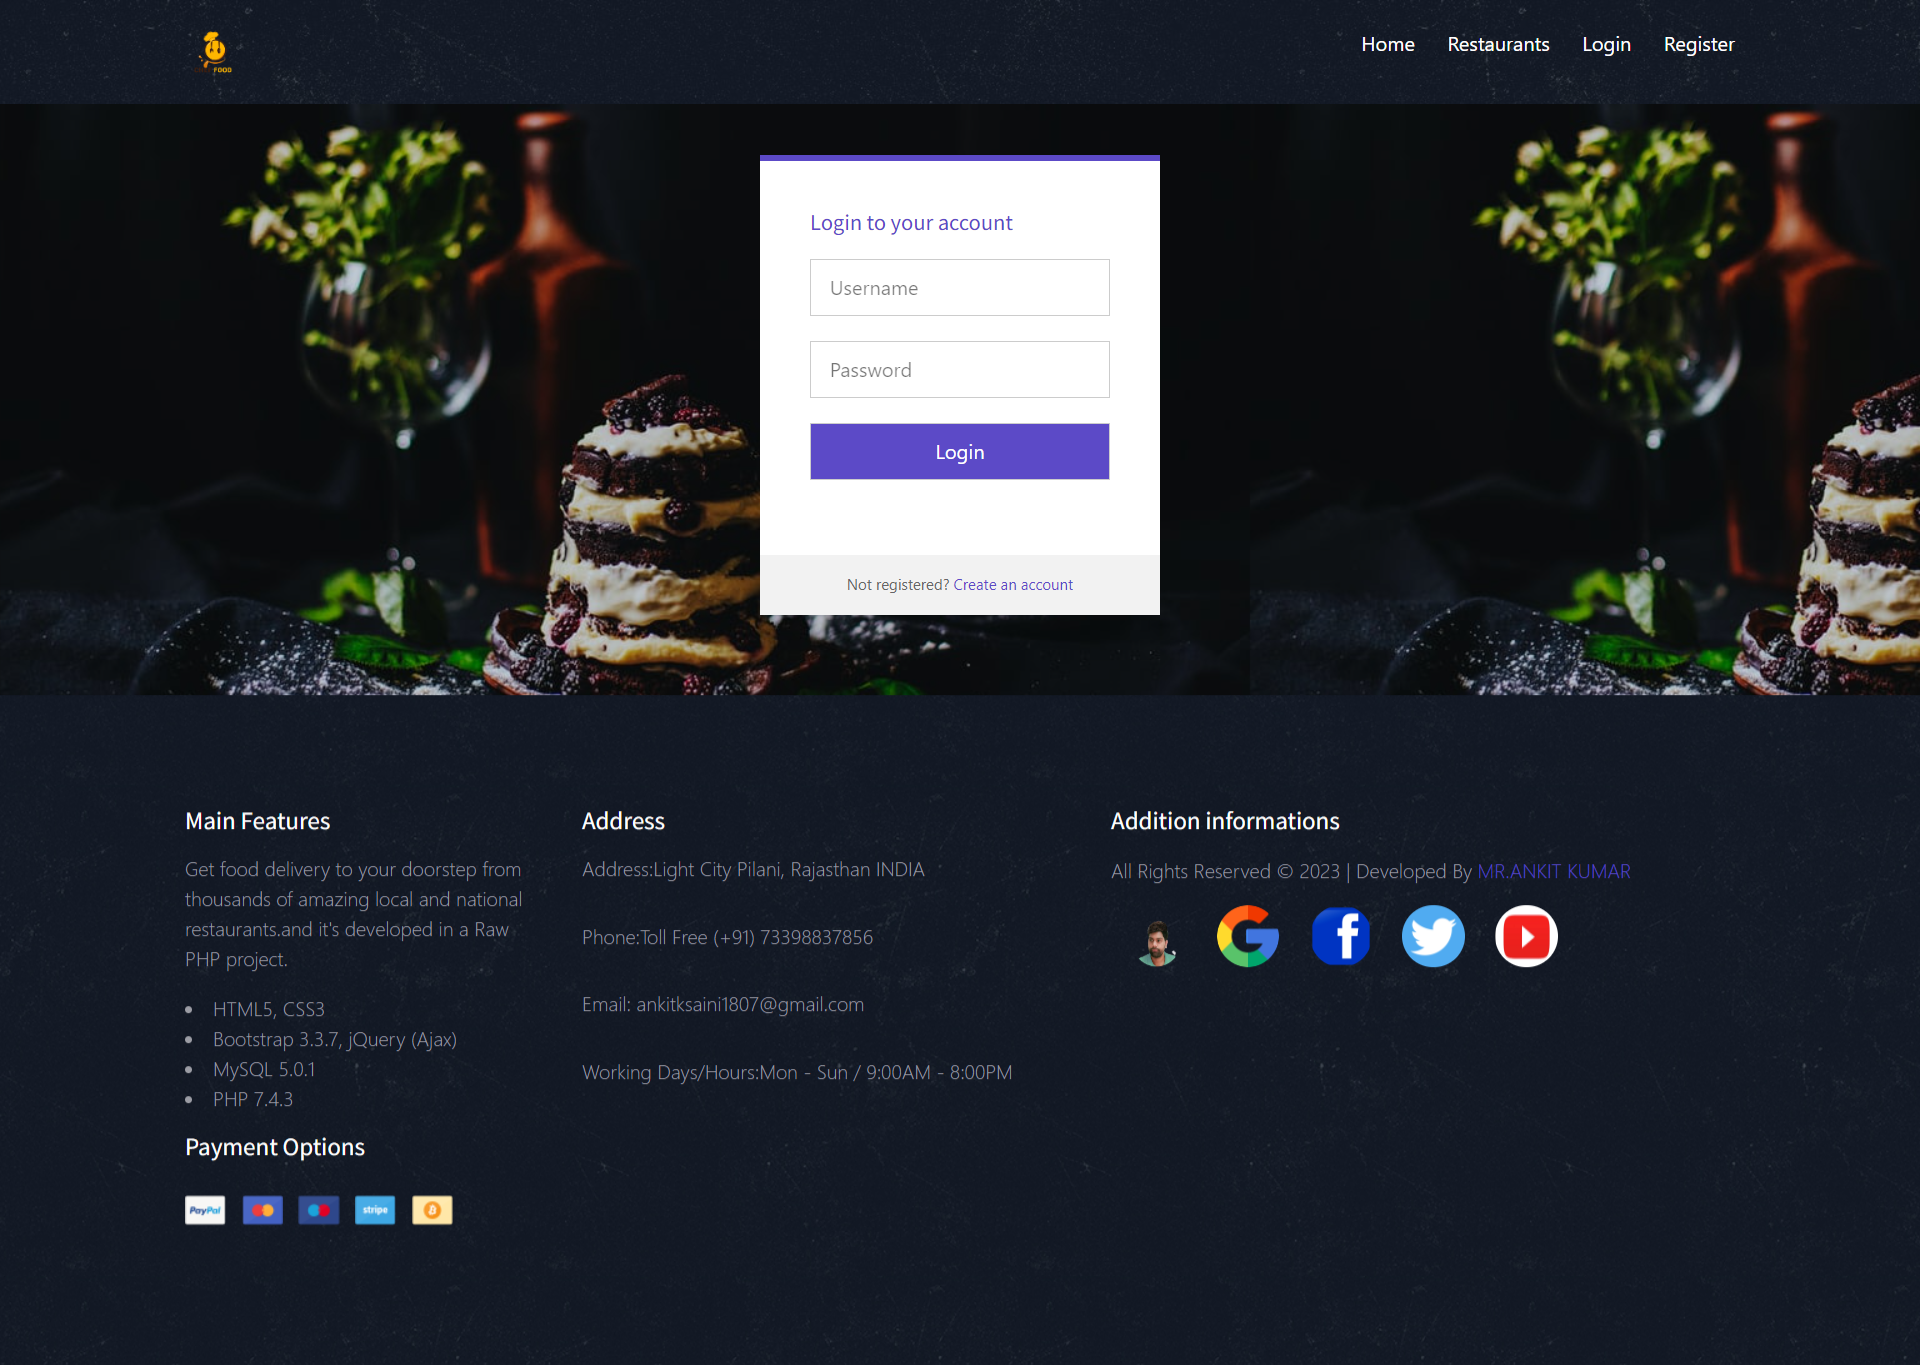 FOOD
Home Restaurants Login Register
Login to your account
Username
Password
Login
Not registered? Create an account
Main Features
Get food delivery to your doorstep from
thousands of amazing local and national
restaurants.and it's developed in a Raw
PHP project.
HTML5, CSS3
Bootstrap 3.3.7, jQuery (Ajax)
MySQL 5.0.1
PHP 7.4.3
Payment Options
PayPal
stripe
Address
Address:Light City Pilani, Rajasthan INDIA
Phone:Toll Free (+91) 73398837856
Email: ankitksaini1807@gmail.com
Working Days/Hours:Mon - Sun / 9:00AM - 8:00PM
Addition informations
All Rights Reserved © 2023 | Developed By MR.ANKIT KUMAR